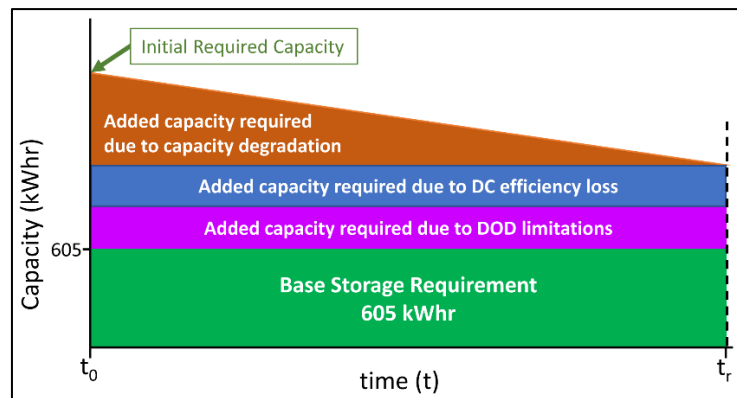 Initial Required Capacity
Added capacity required
due to capacity degradation
Added capacity required due to DC efficiency loss
Added capacity required due to DOD limitations
605
Base Storage Requirement
605 kWhr
Capacity (kWhr)
t₀
tᵣ
time (t)